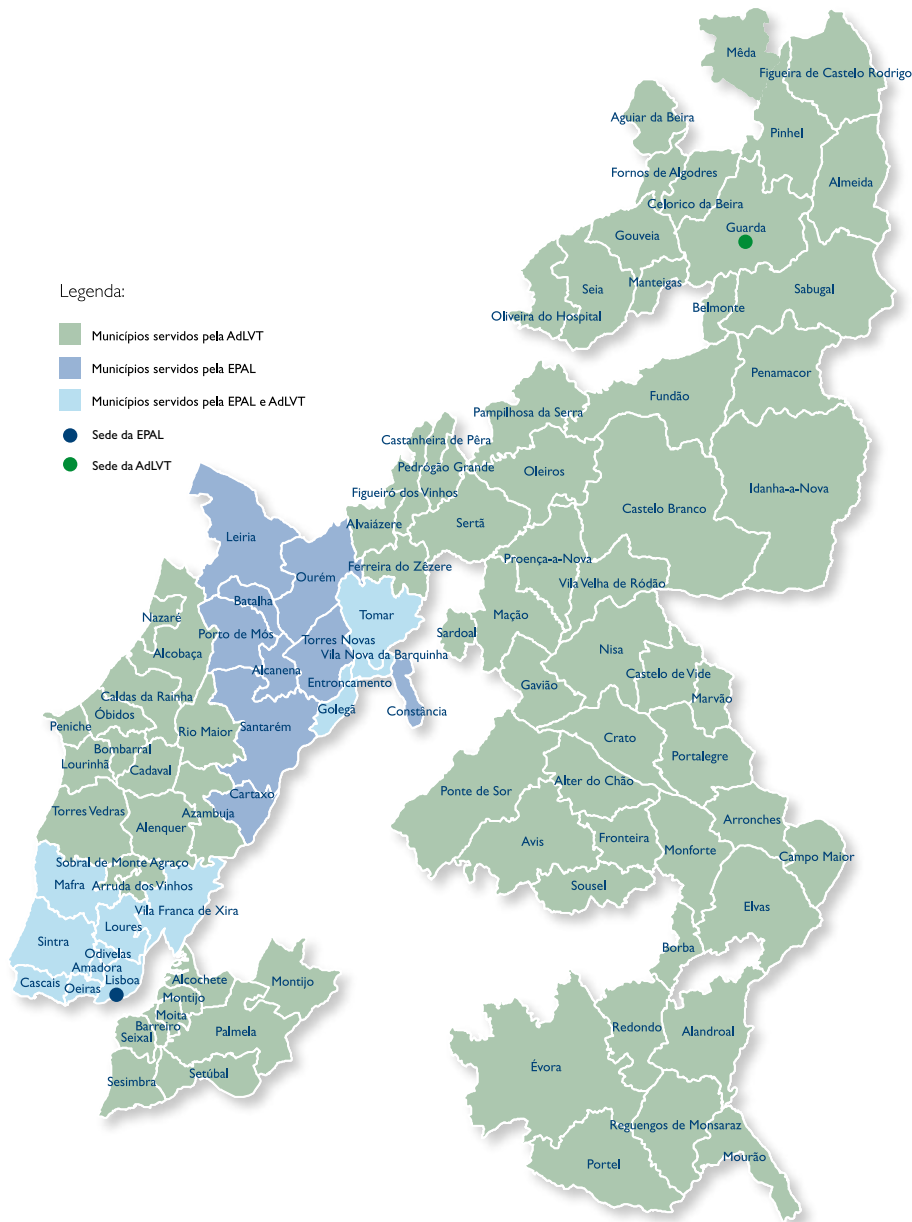 Mêda
Figueira de Castelo Rodrigo
Aguiar da Beira
Pinhel
Fornos de Algodres
Almeida
Celorico da Beira
Guarda
Gouveia
Manteigas
Seia
Sabugal
Belmonte
Oliveira do Hospital
Legenda:
Municípios servidos pela AdLVT
Municípios servidos pela EPAL
Municípios servidos pela EPAL e AdLVT
Sede da EPAL
Sede da AdLVT
Penamacor
Fundão
Pampilhosa da Serra
Castanheira de Pêra
Pedrógão Grande
Oleiros
Idanha-a-Nova
Figueiró dos Vinhos
Castelo Branco
Alvaiázere
Sertã
Leiria
Proença-a-Nova
Ferreira do Zêzere
Ourém
Vila Velha de Ródão
Batalha
Tomar
Nazaré
Mação
Porto de Mós
Torres Novas
Sardoal
Alcobaça
Vila Nova da Barquinha
Nisa
Alcanena
Castelo de Vide
Entroncamento
Gavião
Caldas da Rainha
Marvão
Óbidos
Golegã
Constância
Peniche
Santarém
Rio Maior
Crato
Bombarral
Portalegre
Lourinhã
Cadaval
Alter do Chão
Ponte de Sor
Cartaxo
Torres Vedras
Azambuja
Arronches
Alenquer
Fronteira
Avis
Monforte
Campo Maior
Sobral de Monte Agraço
Mafra
Arruda dos Vinhos
Sousel
Elvas
Vila Franca de Xira
Loures
Sintra
Borba
Odivelas
Amadora
Cascais
Oeiras
Lisboa
Alcochete
Montijo
Montijo
Moita
Barreiro
Seixal
Palmela
Redondo
Alandroal
Évora
Setúbal
Sesimbra
Reguengos de Monsaraz
Mourão
Portel